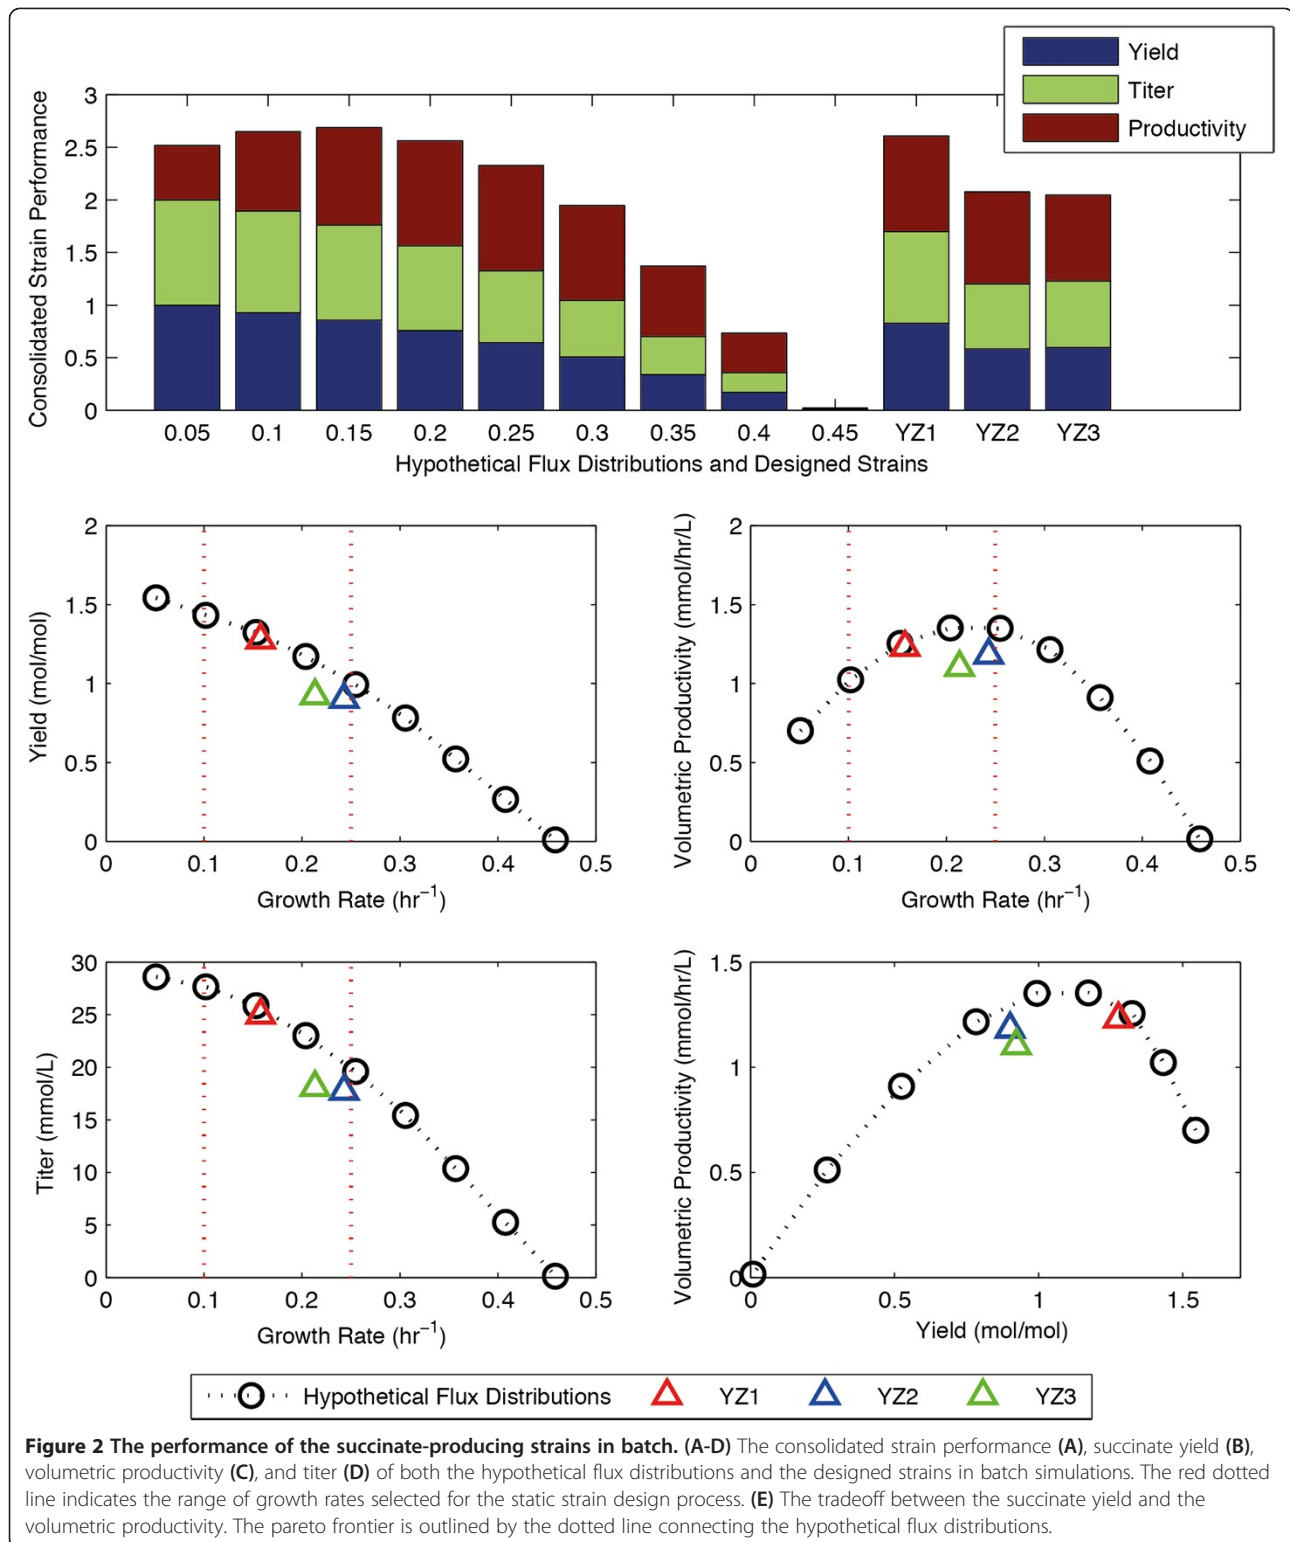 Yield
Titer
Productivity
Consolidated Strain Performance
3
2.5
2
1.5
1
0.5
0
0.05 0.1 0.15 0.2 0.25 0.3 0.35 0.4 0.45 YZ1 YZ2 YZ3
Hypothetical Flux Distributions and Designed Strains
Yield (mol/mol)
2
1.5
1
0.5
0
0 0.1 0.2 0.3 0.4 0.5
Growth Rate (hr⁻¹)
Volumetric Productivity (mmol/hr/L)
2
1.5
1
0.5
0
0 0.1 0.2 0.3 0.4 0.5
Growth Rate (hr⁻¹)
Titer (mmol/L)
30
25
20
15
10
5
0
0 0.1 0.2 0.3 0.4 0.5
Growth Rate (hr⁻¹)
Volumetric Productivity (mmol/hr/L)
1.5
1
0.5
0
0 0.5 1 1.5
Yield (mol/mol)
Hypothetical Flux Distributions YZ1 YZ2 YZ3
Figure 2 The performance of the succinate-producing strains in batch. (A-D) The consolidated strain performance (A), succinate yield (B),
volumetric productivity (C), and titer (D) of both the hypothetical flux distributions and the designed strains in batch simulations. The red dotted
line indicates the range of growth rates selected for the static strain design process. (E) The tradeoff between the succinate yield and the
volumetric productivity. The pareto frontier is outlined by the dotted line connecting the hypothetical flux distributions.